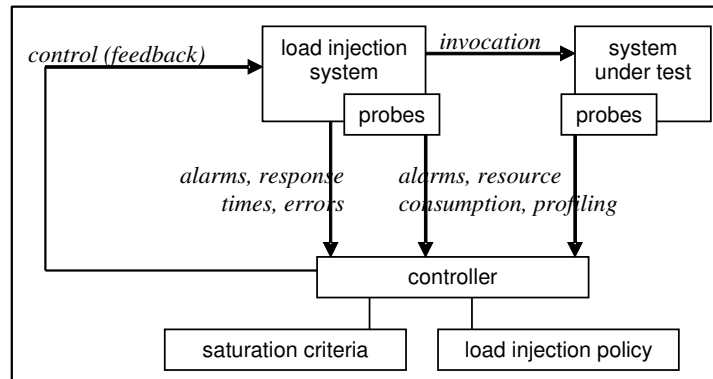 control (feedback)
load injection
system
invocation
system
under test
probes
probes
alarms, response
times, errors
alarms, resource
consumption, profiling
controller
saturation criteria
load injection policy